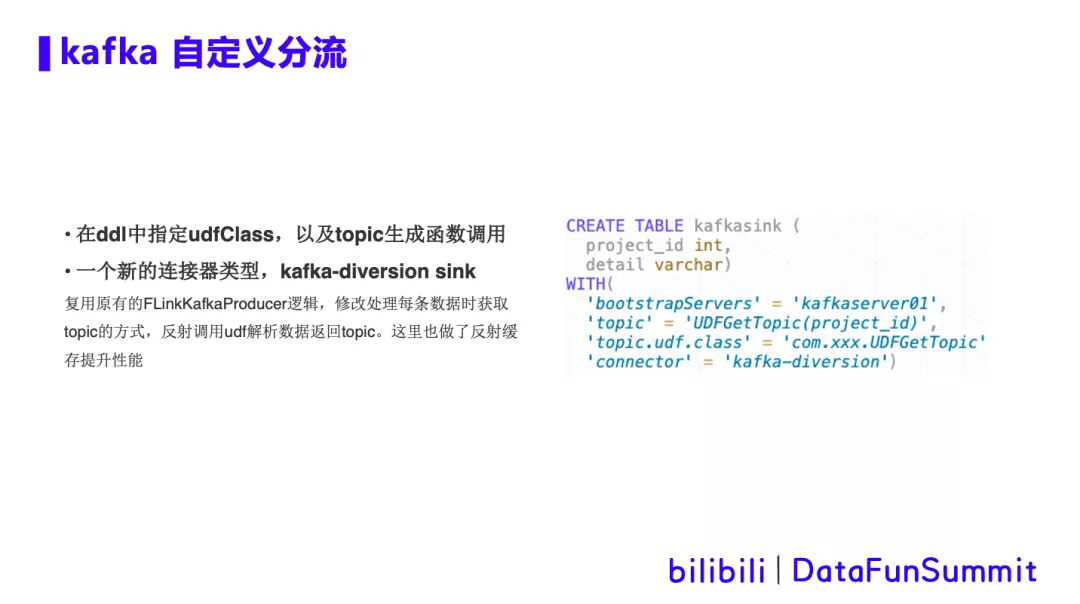 kafka 自定义分流
• 在ddl中指定udfClass，以及topic生成函数调用
• 一个新的连接器类型，kafka-diversion sink
复用原有的FLinkKafkaProducer逻辑，修改处理每条数据时获取
topic的方式，反射调用udf解析数据返回topic。这里也做了反射缓
存提升性能
CREATE TABLE kafkasink (
  project_id int,
  detail varchar)
WITH(
  'bootstrapServers' = 'kafkaserver01',
  'topic' = 'UDFGetTopic(project_id)',
  'topic.udf.class' = 'com.xxx.UDFGetTopic'
  'connector' = 'kafka-diversion')
bilibili | DataFunSummit